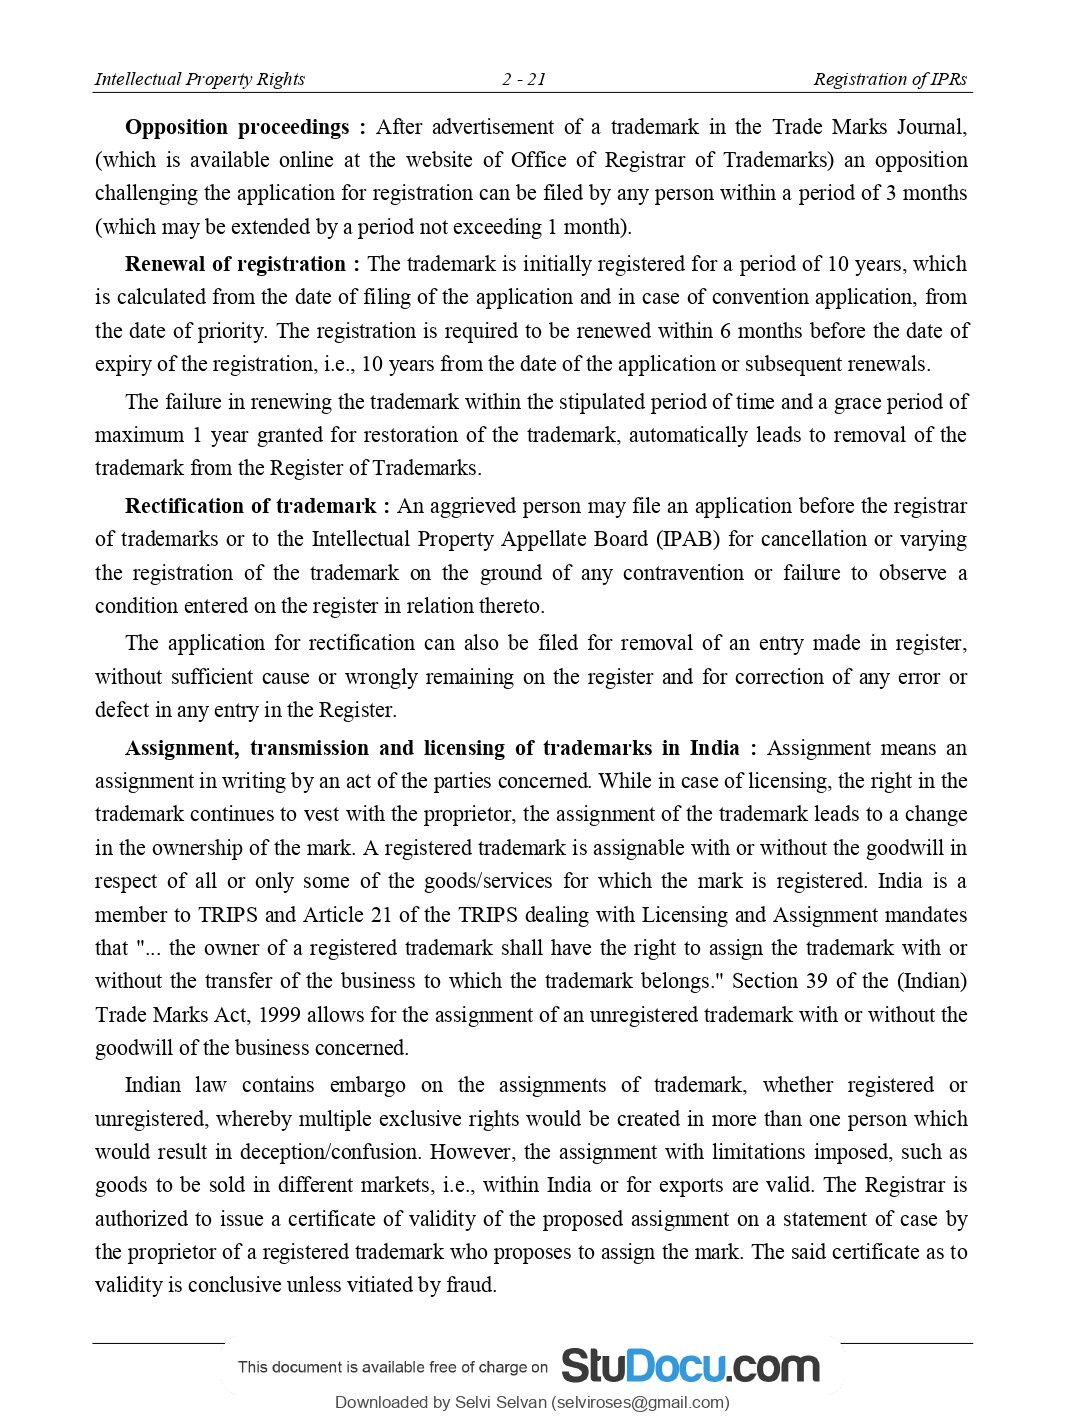 Intellectual Property Rights 2 - 21 Registration of IPRs
Opposition proceedings : After advertisement of a trademark in the Trade Marks Journal,
(which is available online at the website of Office of Registrar of Trademarks) an opposition
challenging the application for registration can be filed by any person within a period of 3 months
(which may be extended by a period not exceeding 1 month).
Renewal of registration : The trademark is initially registered for a period of 10 years, which
is calculated from the date of filing of the application and in case of convention application, from
the date of priority. The registration is required to be renewed within 6 months before the date of
expiry of the registration, i.e., 10 years from the date of the application or subsequent renewals.
The failure in renewing the trademark within the stipulated period of time and a grace period of
maximum 1 year granted for restoration of the trademark, automatically leads to removal of the
trademark from the Register of Trademarks.
Rectification of trademark : An aggrieved person may file an application before the registrar
of trademarks or to the Intellectual Property Appellate Board (IPAB) for cancellation or varying
the registration of the trademark on the ground of any contravention or failure to observe a
condition entered on the register in relation thereto.
The application for rectification can also be filed for removal of an entry made in register,
without sufficient cause or wrongly remaining on the register and for correction of any error or
defect in any entry in the Register.
Assignment, transmission and licensing of trademarks in India : Assignment means an
assignment in writing by an act of the parties concerned. While in case of licensing, the right in the
trademark continues to vest with the proprietor, the assignment of the trademark leads to a change
in the ownership of the mark. A registered trademark is assignable with or without the goodwill in
respect of all or only some of the goods/services for which the mark is registered. India is a
member to TRIPS and Article 21 of the TRIPS dealing with Licensing and Assignment mandates
that "... the owner of a registered trademark shall have the right to assign the trademark with or
without the transfer of the business to which the trademark belongs." Section 39 of the (Indian)
Trade Marks Act, 1999 allows for the assignment of an unregistered trademark with or without the
goodwill of the business concerned.
Indian law contains embargo on the assignments of trademark, whether registered or
unregistered, whereby multiple exclusive rights would be created in more than one person which
would result in deception/confusion. However, the assignment with limitations imposed, such as
goods to be sold in different markets, i.e., within India or for exports are valid. The Registrar is
authorized to issue a certificate of validity of the proposed assignment on a statement of case by
the proprietor of a registered trademark who proposes to assign the mark. The said certificate as to
validity is conclusive unless vitiated by fraud.
This document is available free of charge on StuDocu.com
Downloaded by Selvi Selvan (selviroses@gmail.com)